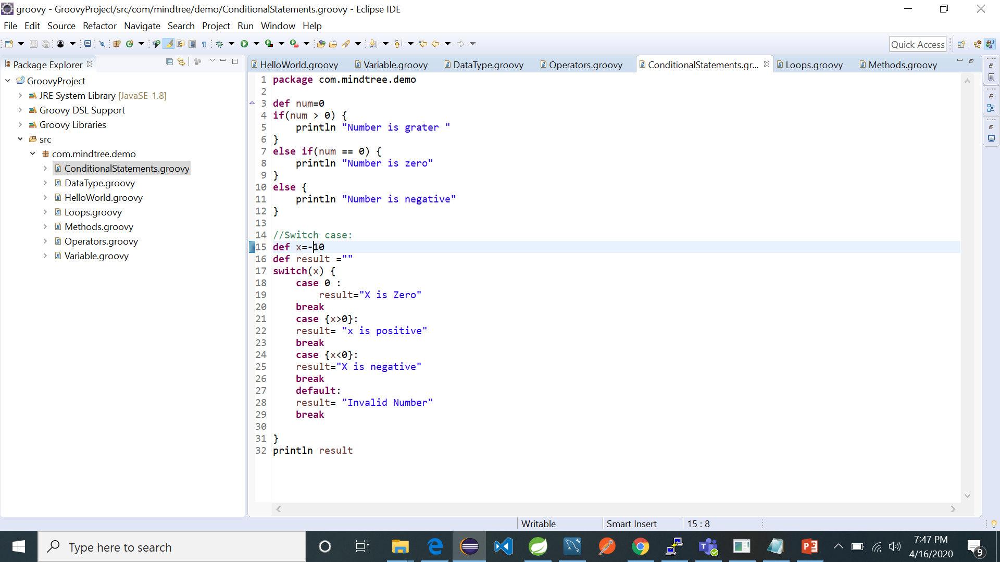 groovy - GroovyProject/src/com/mindtree/demo/ConditionalStatements.groovy - Eclipse IDE
File Edit Source Refactor Navigate Search Project Run Window Help
Quick Access
Package Explorer
GroovyProject
JRE System Library [JavaSE-1.8]
Groovy DSL Support
Groovy Libraries
src
com.mindtree.demo
ConditionalStatements.groovy
DataType.groovy
HelloWorld.groovy
Loops.groovy
Methods.groovy
Operators.groovy
Variable.groovy
HelloWorld.groovy Variable.groovy DataType.groovy Operators.groovy ConditionalStatements.gr... Loops.groovy Methods.groovy
1 package com.mindtree.demo
2
3 def num=0
4 if(num > 0) {
5     println "Number is grater "
6 }
7 else if(num == 0) {
8     println "Number is zero"
9 }
10 else {
11     println "Number is negative"
12 }
13
14 //Switch case:
15 def x=-10
16 def result =""
17 switch(x) {
18     case 0 :
19         result="X is Zero"
20     break
21     case {x>0}:
22     result= "x is positive"
23     break
24     case {x<0}:
25     result="X is negative"
26     break
27     default:
28     result= "Invalid Number"
29     break
30
31 }
32 println result
Writable Smart Insert 15 : 8
Type here to search
7:47 PM
4/16/2020
9